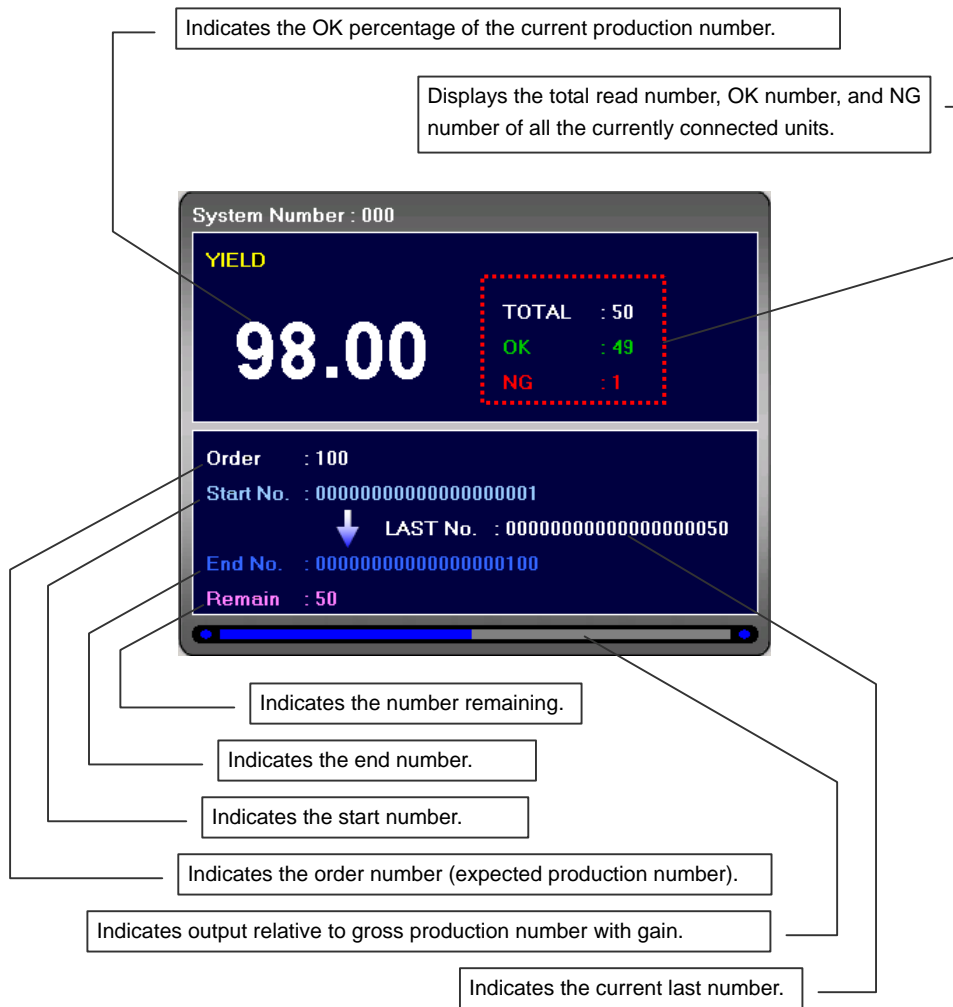 Indicates the OK percentage of the current production number.
Displays the total read number, OK number, and NG
number of all the currently connected units.
System Number : 000
YIELD
98.00
TOTAL : 50
OK : 49
NG : 1
Order : 100
Start No. : 00000000000000000001
LAST No. : 00000000000000000050
End No. : 00000000000000000100
Remain : 50
Indicates the number remaining.
Indicates the end number.
Indicates the start number.
Indicates the order number (expected production number).
Indicates output relative to gross production number with gain.
Indicates the current last number.